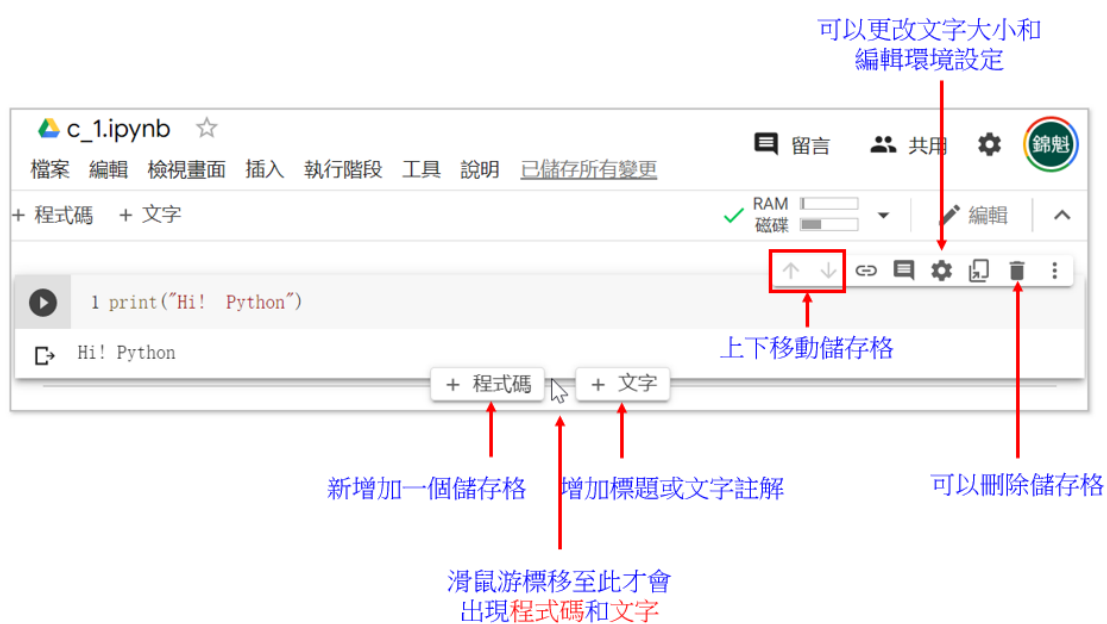 可以更改文字大小和
編輯環境設定
c_1.ipynb
留言 共用 錦魁
檔案 編輯 檢視畫面 插入 執行階段 工具 說明 已儲存所有變更
+ 程式碼 + 文字
RAM
磁碟
編輯
1 print("Hi!  Python")
上下移動儲存格
Hi! Python
+ 程式碼 + 文字
新增加一個儲存格 增加標題或文字註解 可以刪除儲存格
滑鼠游標移至此才會
出現程式碼和文字